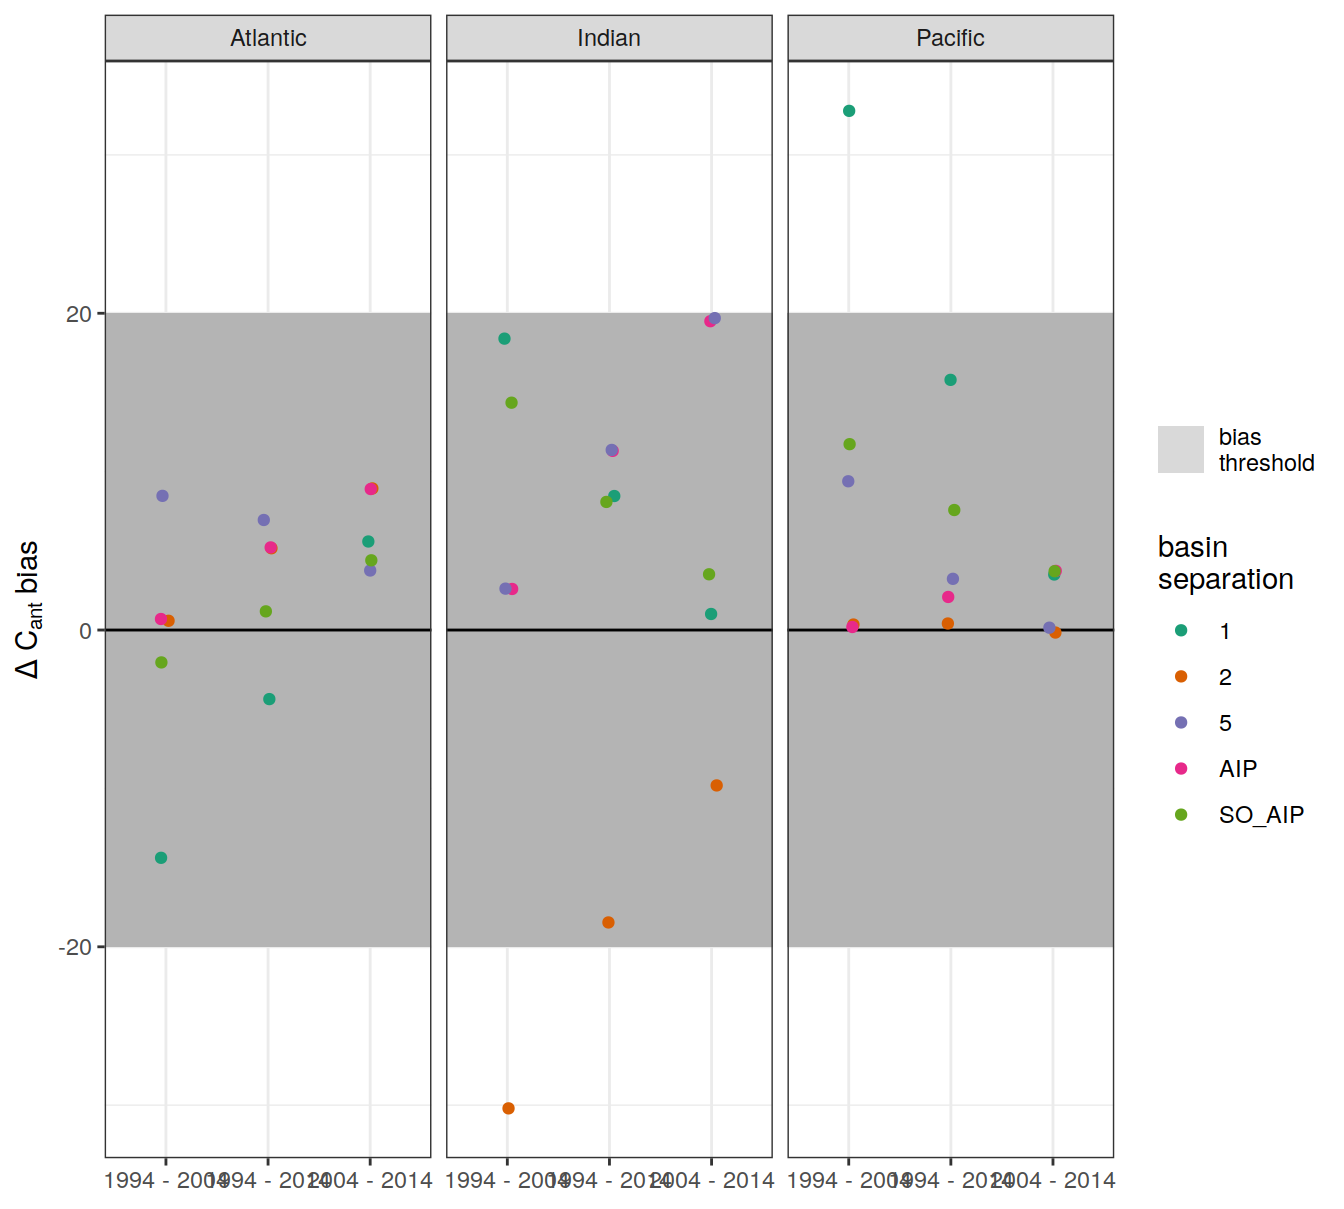 Atlantic
Indian
Pacific
20
0
-20
Δ Cant bias
1994 - 2004
1994 - 2014
2004 - 2014
1994 - 2004
1994 - 2014
2004 - 2014
1994 - 2004
1994 - 2014
2004 - 2014
bias
threshold
basin
separation
1
2
5
AIP
SO_AIP